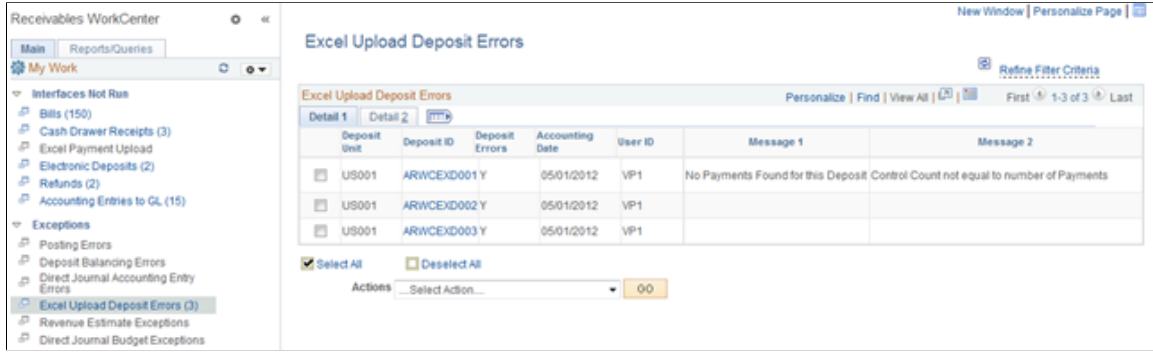 Receivables WorkCenter
Main
Reports/Queries
My Work
Interfaces Not Run
Bills (150)
Cash Drawer Receipts (3)
Excel Payment Upload
Electronic Deposits (2)
Refunds (2)
Accounting Entries to GL (15)
Exceptions
Posting Errors
Deposit Balancing Errors
Direct Journal Accounting Entry
Errors
Excel Upload Deposit Errors (3)
Revenue Estimate Exceptions
Direct Journal Budget Exceptions
New Window | Personalize Page |
Excel Upload Deposit Errors
Refine Filter Criteria
Excel Upload Deposit Errors
Personalize | Find | View All | |
First 1-3 of 3 Last
Detail 1
Detail 2
Deposit Unit
Deposit ID
Deposit Errors
Accounting Date
User ID
Message 1
Message 2
US001 ARWCEXD001 Y 05/01/2012 VP1 No Payments Found for this Deposit Control Count not equal to number of Payments
US001 ARWCEXD002 Y 05/01/2012 VP1
US001 ARWCEXD003 Y 05/01/2012 VP1
Select All
Deselect All
Actions ...Select Action... GO